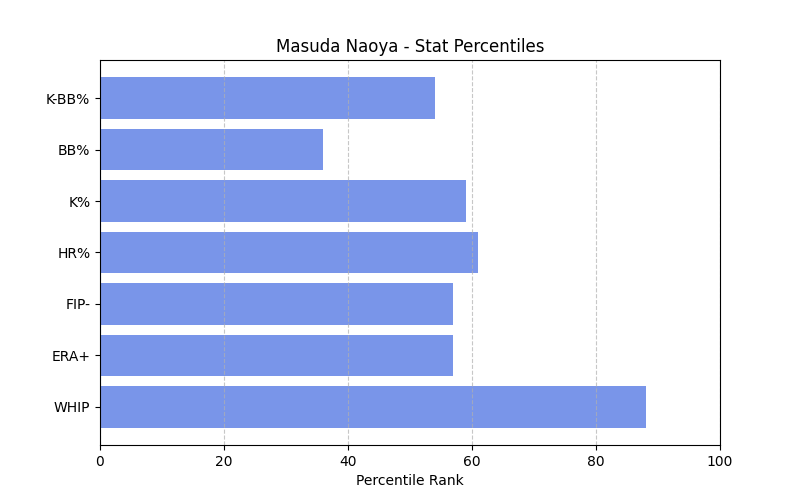 Masuda Naoya - Stat Percentiles
K-BB%
BB%
K%
HR%
FIP-
ERA+
WHIP
0 20 40 60 80 100
Percentile Rank